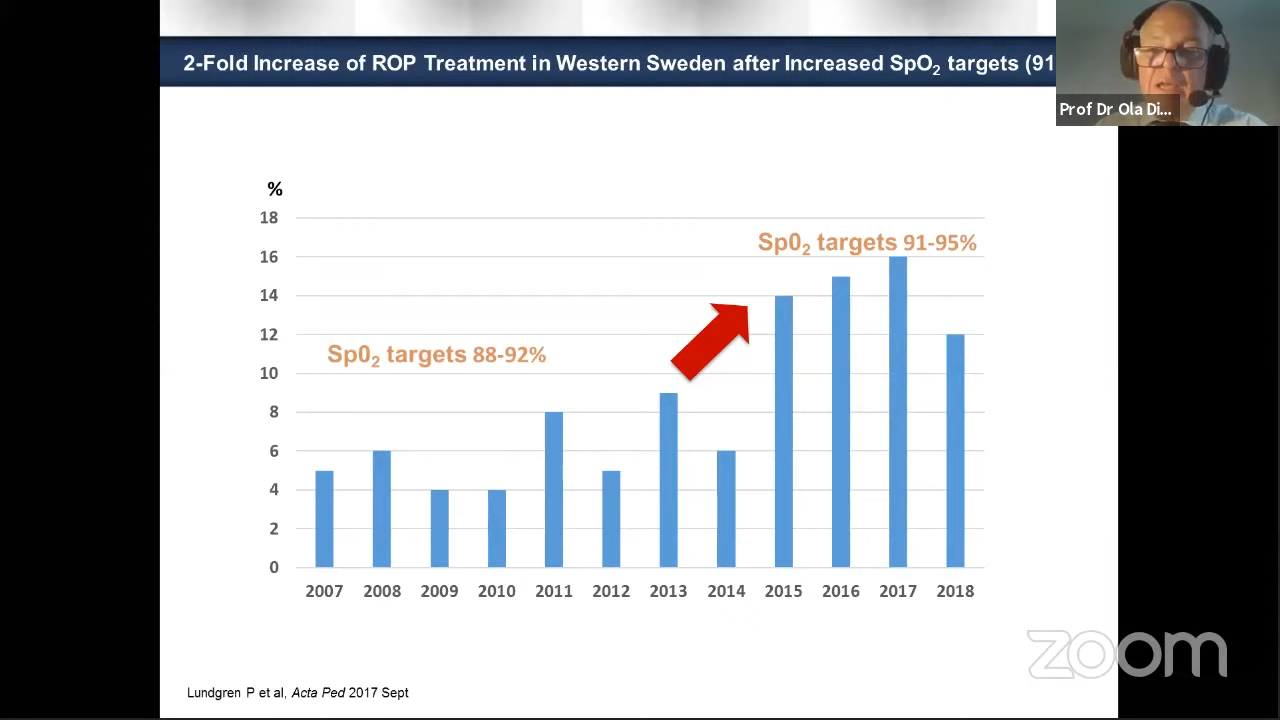 2-Fold Increase of ROP Treatment in Western Sweden after Increased SpO₂ targets (91
Prof Dr Ola Di...
%
18
16
14
12
10
8
6
4
2
0
Sp0₂ targets 91-95%
Sp0₂ targets 88-92%
2007 2008 2009 2010 2011 2012 2013 2014 2015 2016 2017 2018
zoom
Lundgren P et al, Acta Ped 2017 Sept